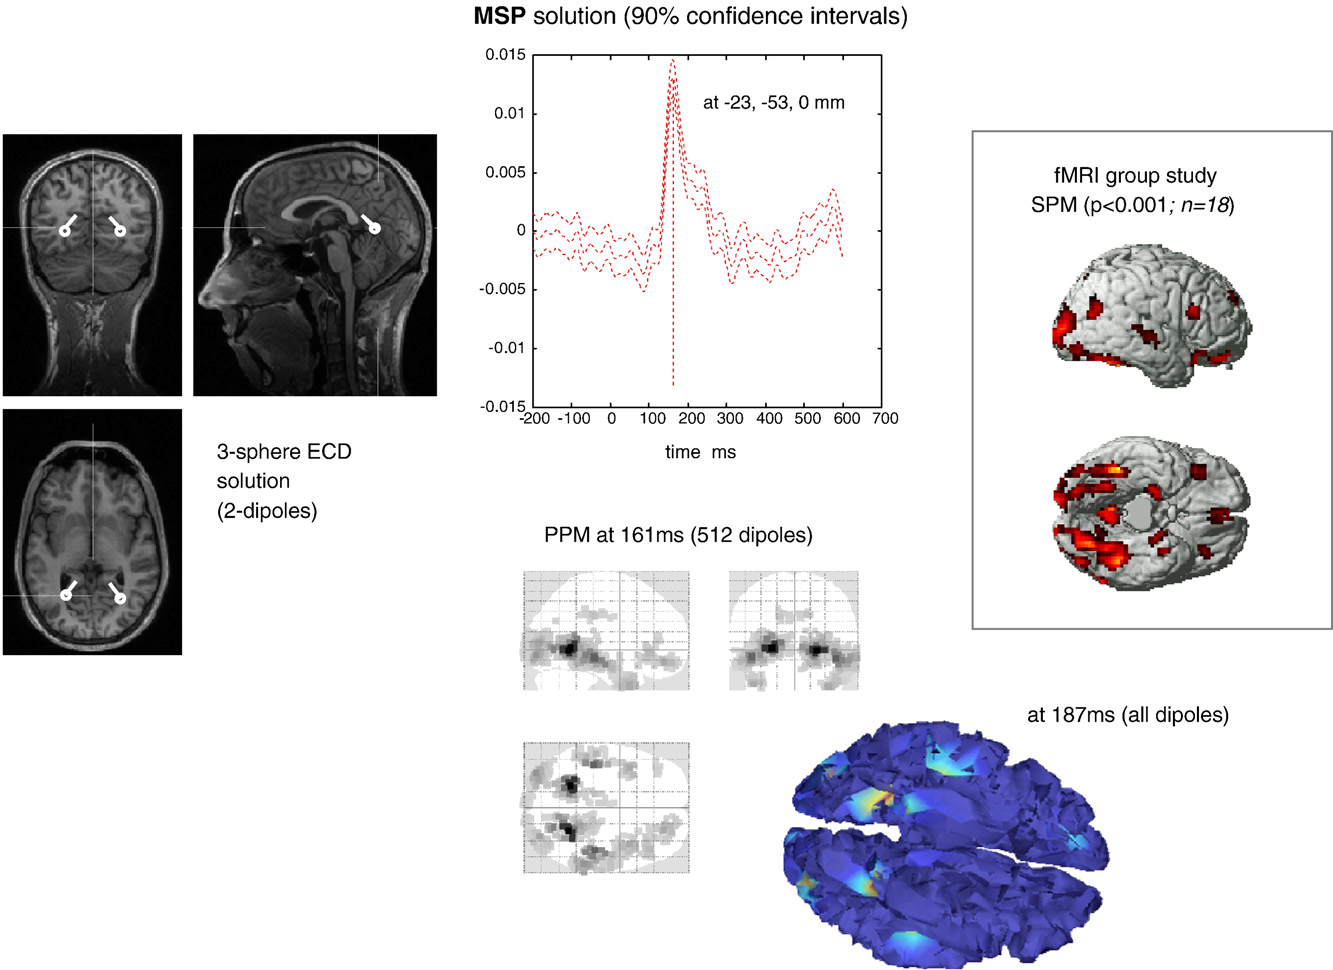 MSP solution (90% confidence intervals)
0.015
0.01
0.005
0
-0.005
-0.01
-0.015
at -23, -53, 0 mm
-200 -100 0 100 200 300 400 500 600 700
time ms
3-sphere ECD
solution
(2-dipoles)
fMRI group study
SPM (p<0.001; n=18)
PPM at 161ms (512 dipoles)
at 187ms (all dipoles)